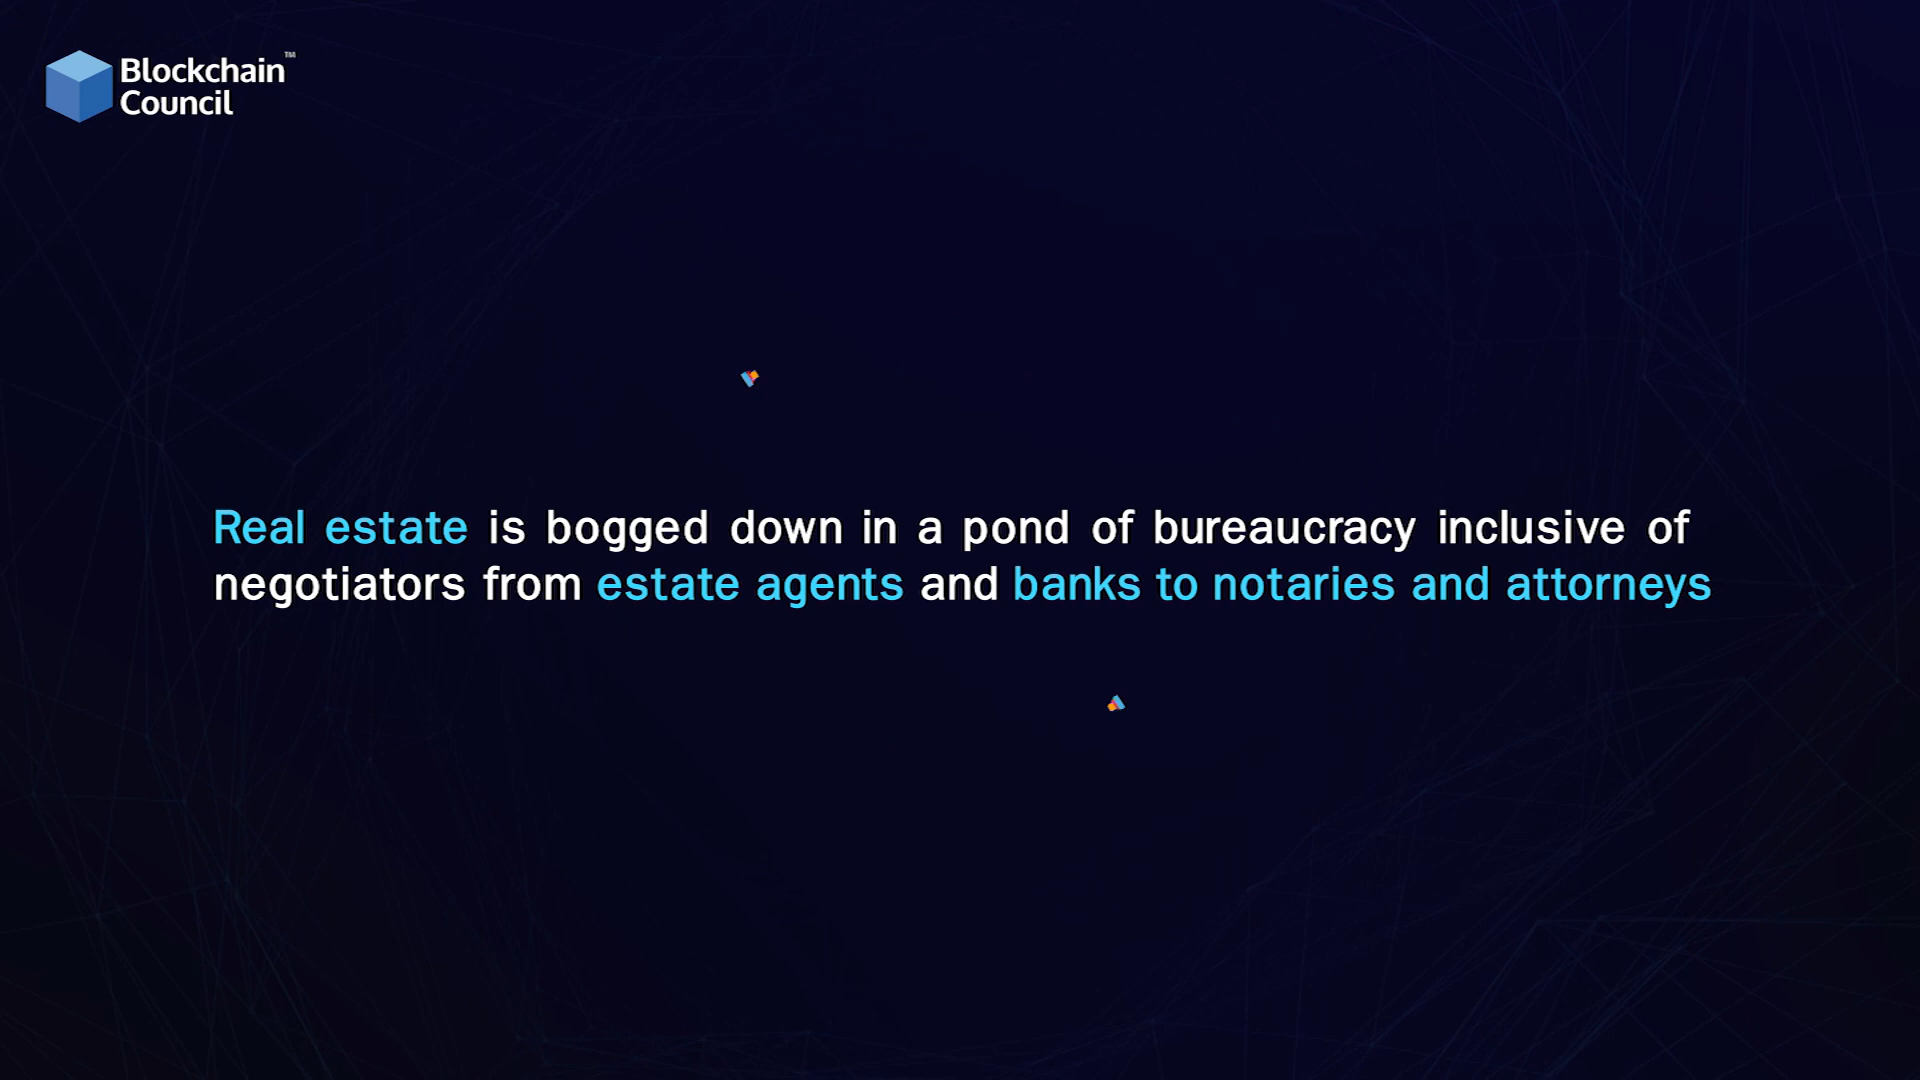 Blockchain™
Council
Real estate is bogged down in a pond of bureaucracy inclusive of
negotiators from estate agents and banks to notaries and attorneys